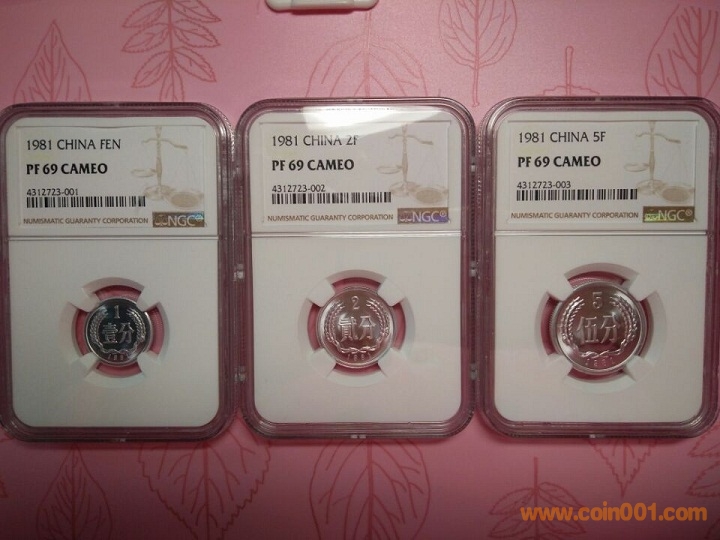 1981 CHINA FEN
PF 69 CAMEO
4312723-001
NUMISMATIC GUARANTY CORPORATION
NGC
1
壹分
1981 CHINA 2F
PF 69 CAMEO
4312723-002
NUMISMATIC GUARANTY CORPORATION
NGC®
2
貳分
1981 CHINA 5F
PF 69 CAMEO
4312723-003
NUMISMATIC GUARANTY CORPORATION
NGC®
5
伍分
1981
www.coin001.com